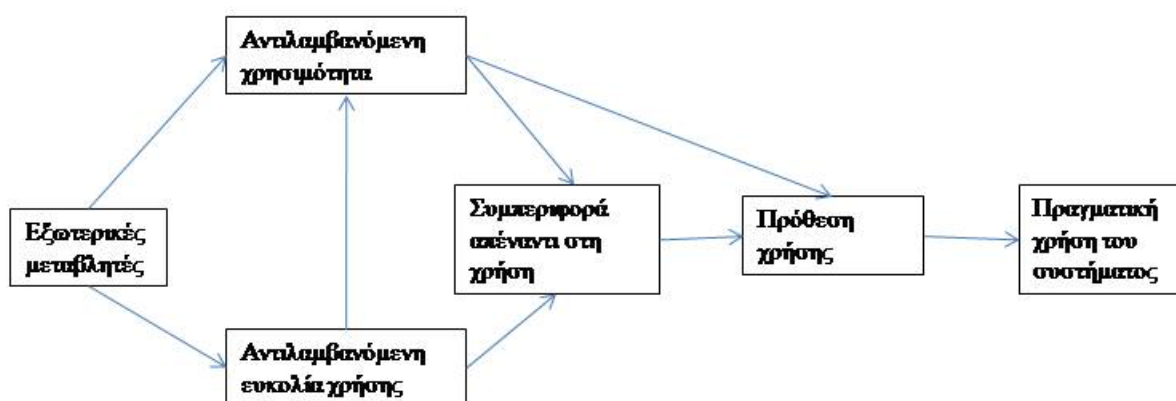 Αντιλαμβανόμενη
χρησιμότητα
Εξωτερικές
μεταβλητές
Συμπεριφορά
απέναντι στη
χρήση
Πρόθεση
χρήσης
Πραγματική
χρήση του
συστήματος
Αντιλαμβανόμενη
ευκολία χρήσης